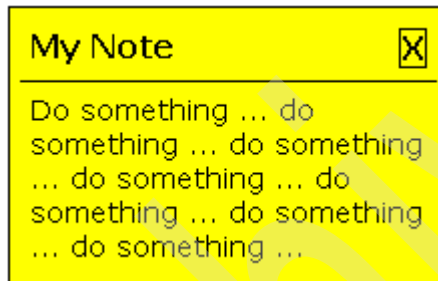 My Note X
Do something ... do
something ... do something
... do something ... do
something ... do something
... do something ...